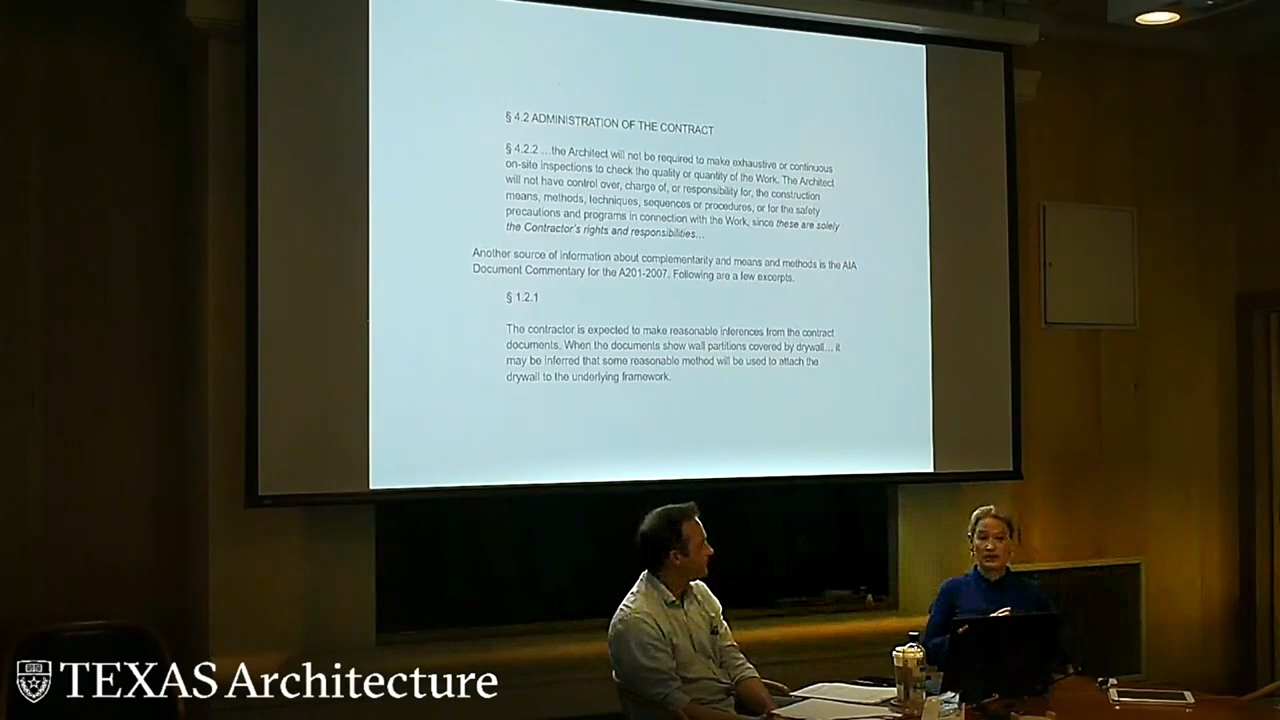 § 4.2 ADMINISTRATION OF THE CONTRACT
§ 4.2.2 …the Architect will not be required to make exhaustive or continuous
on-site inspections to check the quality or quantity of the Work. The Architect
will not have control over, charge of, or responsibility for, the construction
means, methods, techniques, sequences or procedures, or for the safety
precautions and programs in connection with the Work, since these are solely
the Contractor's rights and responsibilities…
Another source of information about complementarity and means and methods is the AIA
Document Commentary for the A201-2007. Following are a few excerpts.
§ 1.2.1
The contractor is expected to make reasonable inferences from the contract
documents. When the documents show wall partitions covered by drywall… it
may be inferred that some reasonable method will be used to attach the
drywall to the underlying framework.
TEXAS Architecture